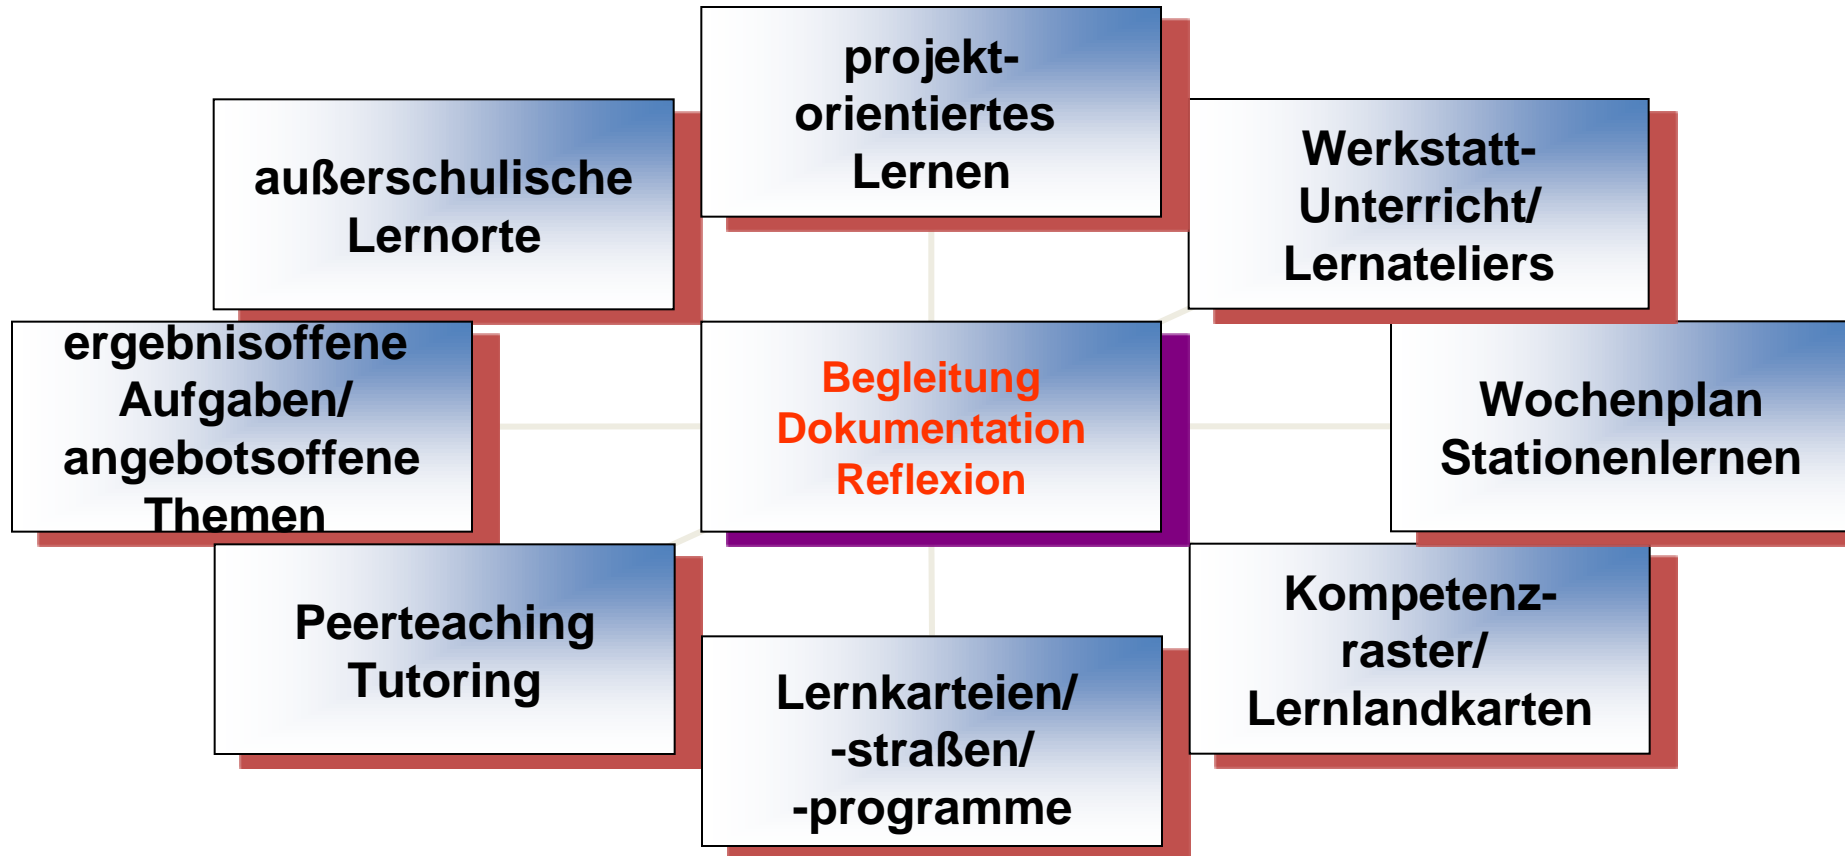 projekt-
orientiertes
Lernen
außerschulische
Lernorte
Werkstatt-
Unterricht/
Lernateliers
ergebnisoffene
Aufgaben/
angebotsoffene
Themen
Begleitung
Dokumentation
Reflexion
Wochenplan
Stationenlernen
Peerteaching
Tutoring
Lernkarteien/
-straßen/
-programme
Kompetenz-
raster/
Lernlandkarten